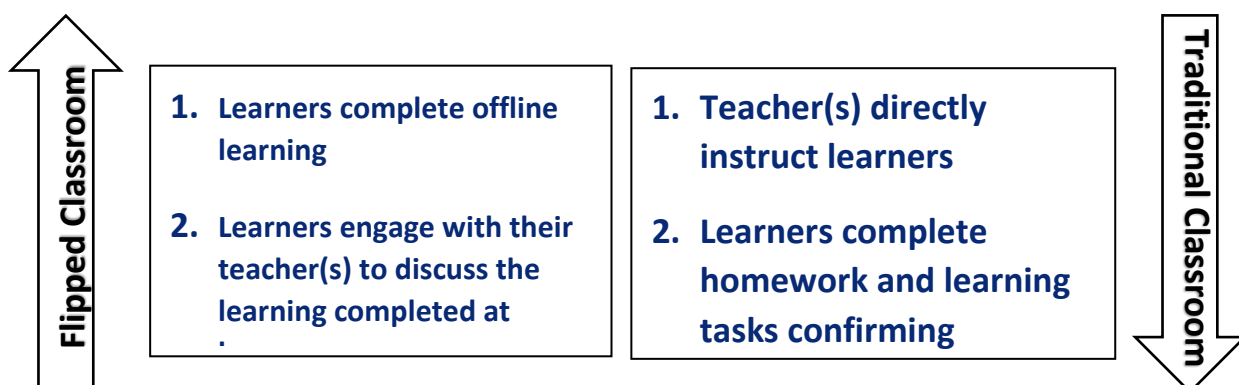 Flipped Classroom
1. Learners complete offline
learning
2. Learners engage with their
teacher(s) to discuss the
learning completed at
1. Teacher(s) directly
instruct learners
2. Learners complete
homework and learning
tasks confirming
Traditional Classroom